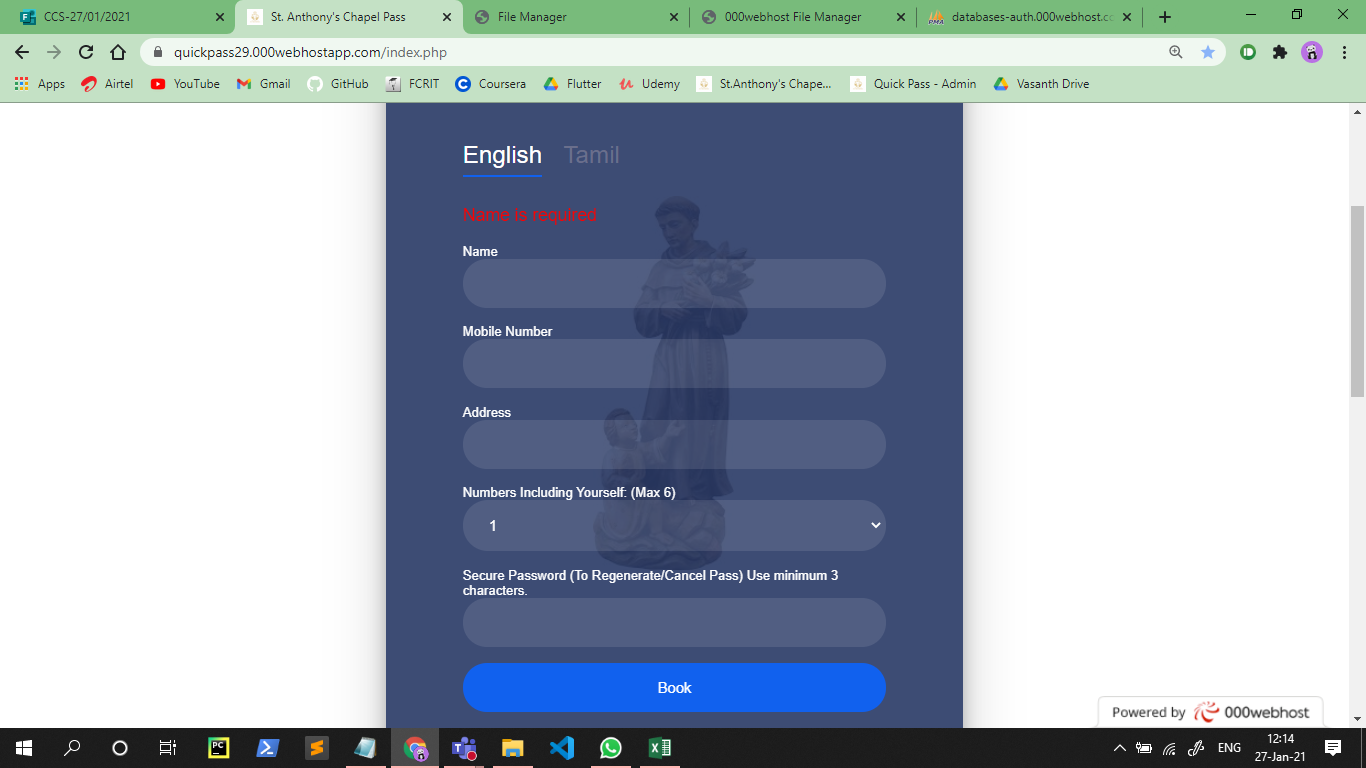 CCS-27/01/2021
St. Anthony's Chapel Pass
File Manager
000webhost File Manager
databases-auth.000webhost.cc
quickpass29.000webhostapp.com/index.php
Apps
Airtel
YouTube
Gmail
GitHub
FCRIT
Coursera
Flutter
Udemy
St.Anthony's Chape...
Quick Pass - Admin
Vasanth Drive
English
Tamil
Name is required
Name
Mobile Number
Address
Numbers Including Yourself: (Max 6)
1
Secure Password (To Regenerate/Cancel Pass) Use minimum 3
characters.
Book
Powered by 000webhost
PC
ENG
12:14
27-Jan-21